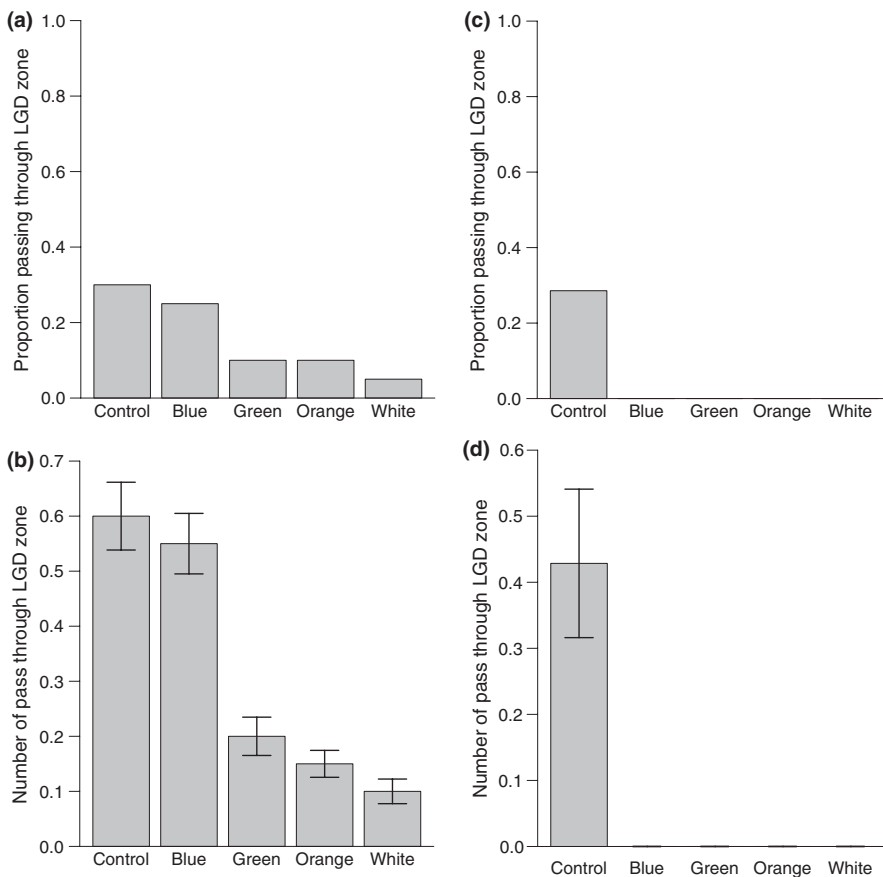 (a)
Proportion passing through LGD zone
1.0
0.8
0.6
0.4
0.2
0.0
Control Blue Green Orange White
(c)
Proportion passing through LGD zone
1.0
0.8
0.6
0.4
0.2
0.0
Control Blue Green Orange White
(b)
Number of pass through LGD zone
0.7
0.6
0.5
0.4
0.3
0.2
0.1
0.0
Control Blue Green Orange White
(d)
Number of pass through LGD zone
0.6
0.5
0.4
0.3
0.2
0.1
0.0
Control Blue Green Orange White